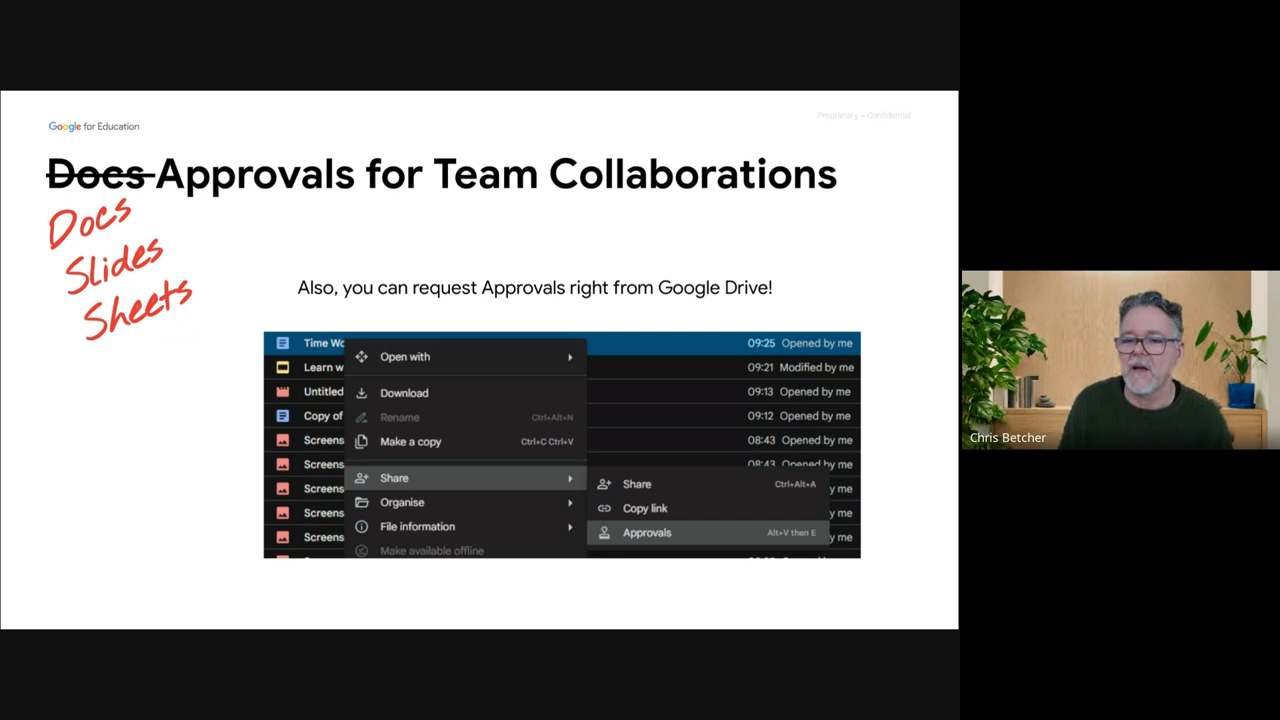 Google for Education
Proprietary + Confidential
Docs Approvals for Team Collaborations
Docs
Slides
Sheets
Also, you can request Approvals right from Google Drive!
Time Wo
09:25 Opened by me
Learn w
09:21 Modified by me
Untitled
09:13 Opened by me
Copy of
09:12 Opened by me
Screens
08:43 Opened by me
Screens
08:43 Opened by me
Screens
y me
Screens
y me
Screens
y me
Open with
Download
Rename Ctrl+Alt+N
Make a copy Ctrl+C Ctrl+V
Share
Organise
File information
Make available offline
Share Ctrl+Alt+A
Copy link
Approvals Alt+V then E
Chris Betcher